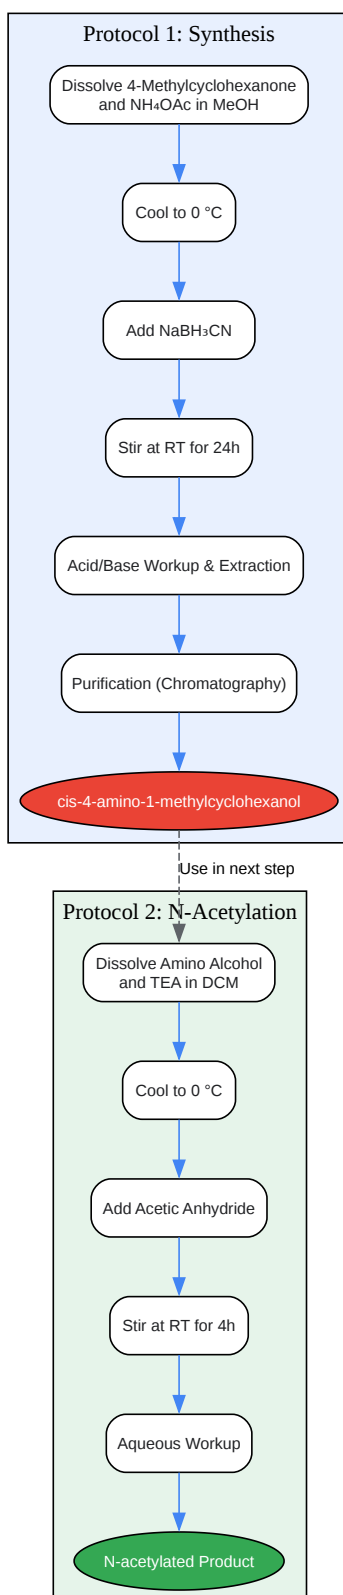 Protocol 1: Synthesis
Dissolve 4-Methylcyclohexanone
and NH₄OAc in MeOH
Cool to 0 °C
Add NaBH₃CN
Stir at RT for 24h
Acid/Base Workup & Extraction
Purification (Chromatography)
cis-4-amino-1-methylcyclohexanol
Use in next step
Protocol 2: N-Acetylation
Dissolve Amino Alcohol
and TEA in DCM
Cool to 0 °C
Add Acetic Anhydride
Stir at RT for 4h
Aqueous Workup
N-acetylated Product